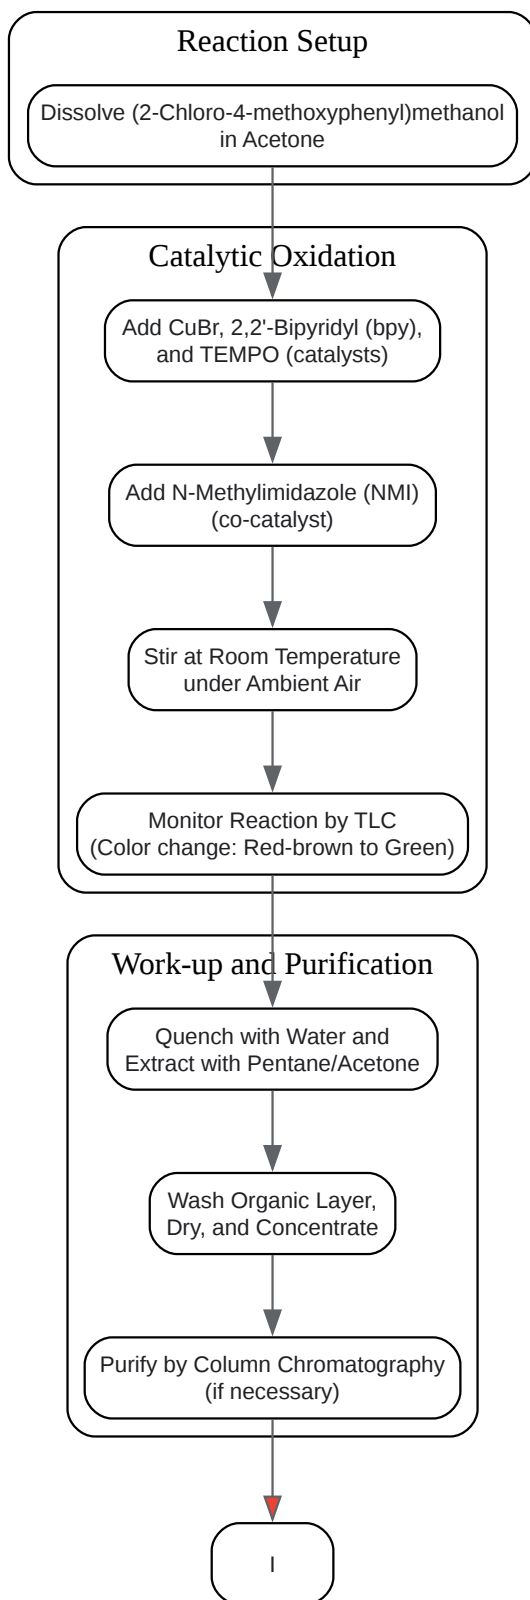 Reaction Setup
Dissolve (2-Chloro-4-methoxyphenyl)methanol
in Acetone
Catalytic Oxidation
Add CuBr, 2,2'-Bipyridyl (bpy),
and TEMPO (catalysts)
Add N-Methylimidazole (NMI)
(co-catalyst)
Stir at Room Temperature
under Ambient Air
Monitor Reaction by TLC
(Color change: Red-brown to Green)
Work-up and Purification
Quench with Water and
Extract with Pentane/Acetone
Wash Organic Layer,
Dry, and Concentrate
Purify by Column Chromatography
(if necessary)
I